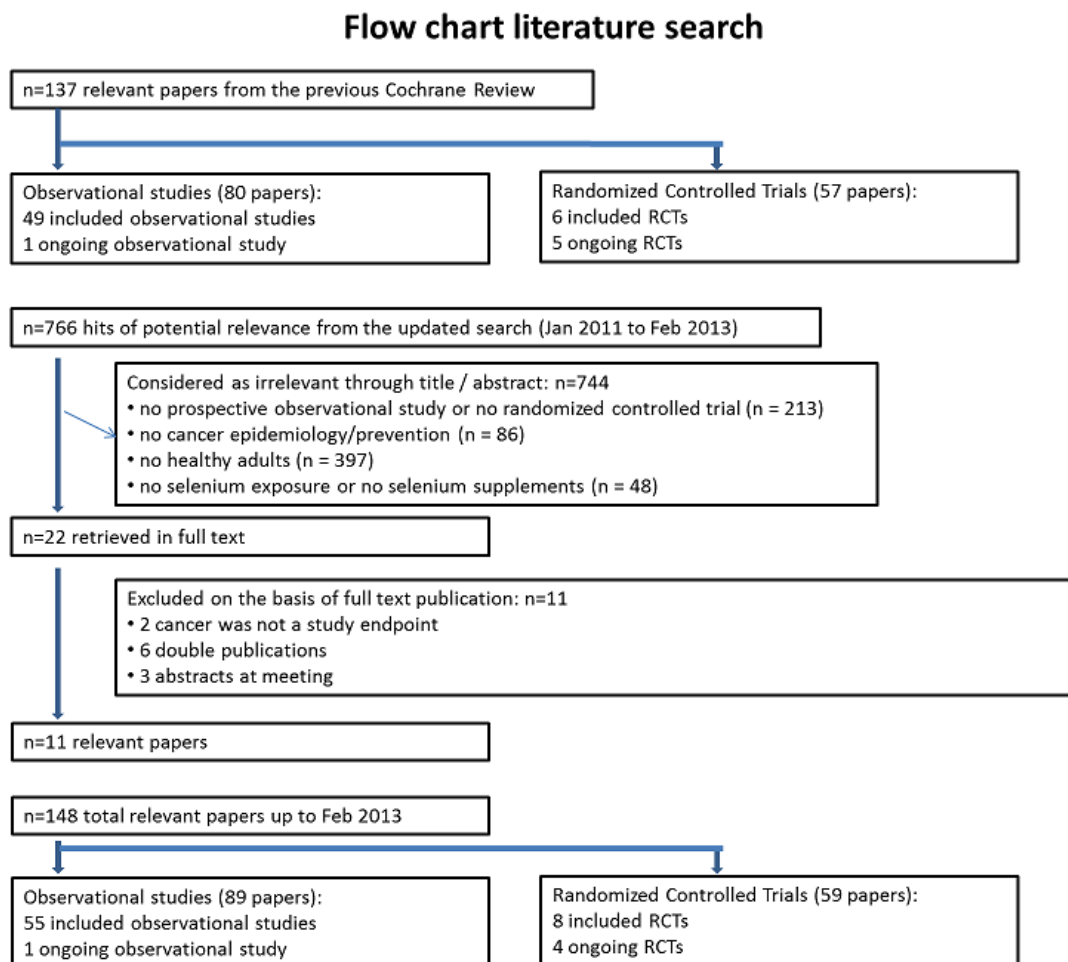 Flow chart literature search
n=137 relevant papers from the previous Cochrane Review
Observational studies (80 papers):
49 included observational studies
1 ongoing observational study
Randomized Controlled Trials (57 papers):
6 included RCTs
5 ongoing RCTs
n=766 hits of potential relevance from the updated search (Jan 2011 to Feb 2013)
Considered as irrelevant through title / abstract: n=744
• no prospective observational study or no randomized controlled trial (n = 213)
• no cancer epidemiology/prevention (n = 86)
• no healthy adults (n = 397)
• no selenium exposure or no selenium supplements (n = 48)
n=22 retrieved in full text
Excluded on the basis of full text publication: n=11
• 2 cancer was not a study endpoint
• 6 double publications
• 3 abstracts at meeting
n=11 relevant papers
n=148 total relevant papers up to Feb 2013
Observational studies (89 papers):
55 included observational studies
1 ongoing observational study
Randomized Controlled Trials (59 papers):
8 included RCTs
4 ongoing RCTs